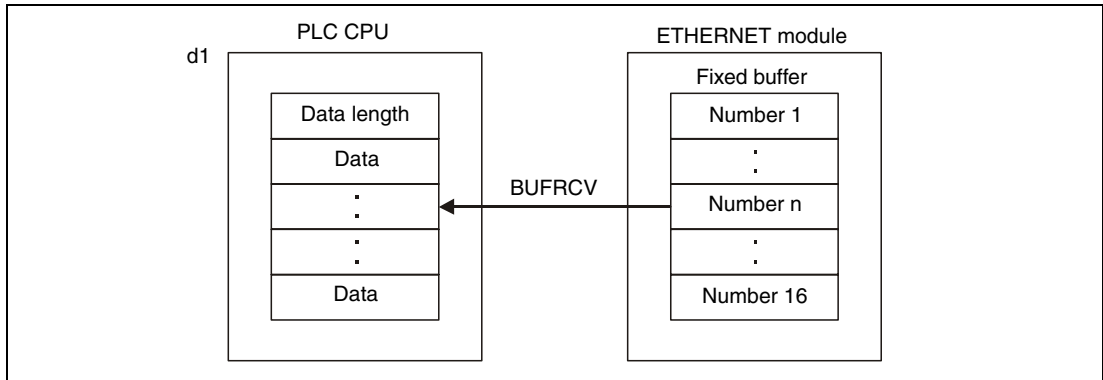 PLC CPU
d1
Data length
Data
:
:
Data
BUFRCV
ETHERNET module
Fixed buffer
Number 1
:
Number n
:
Number 16